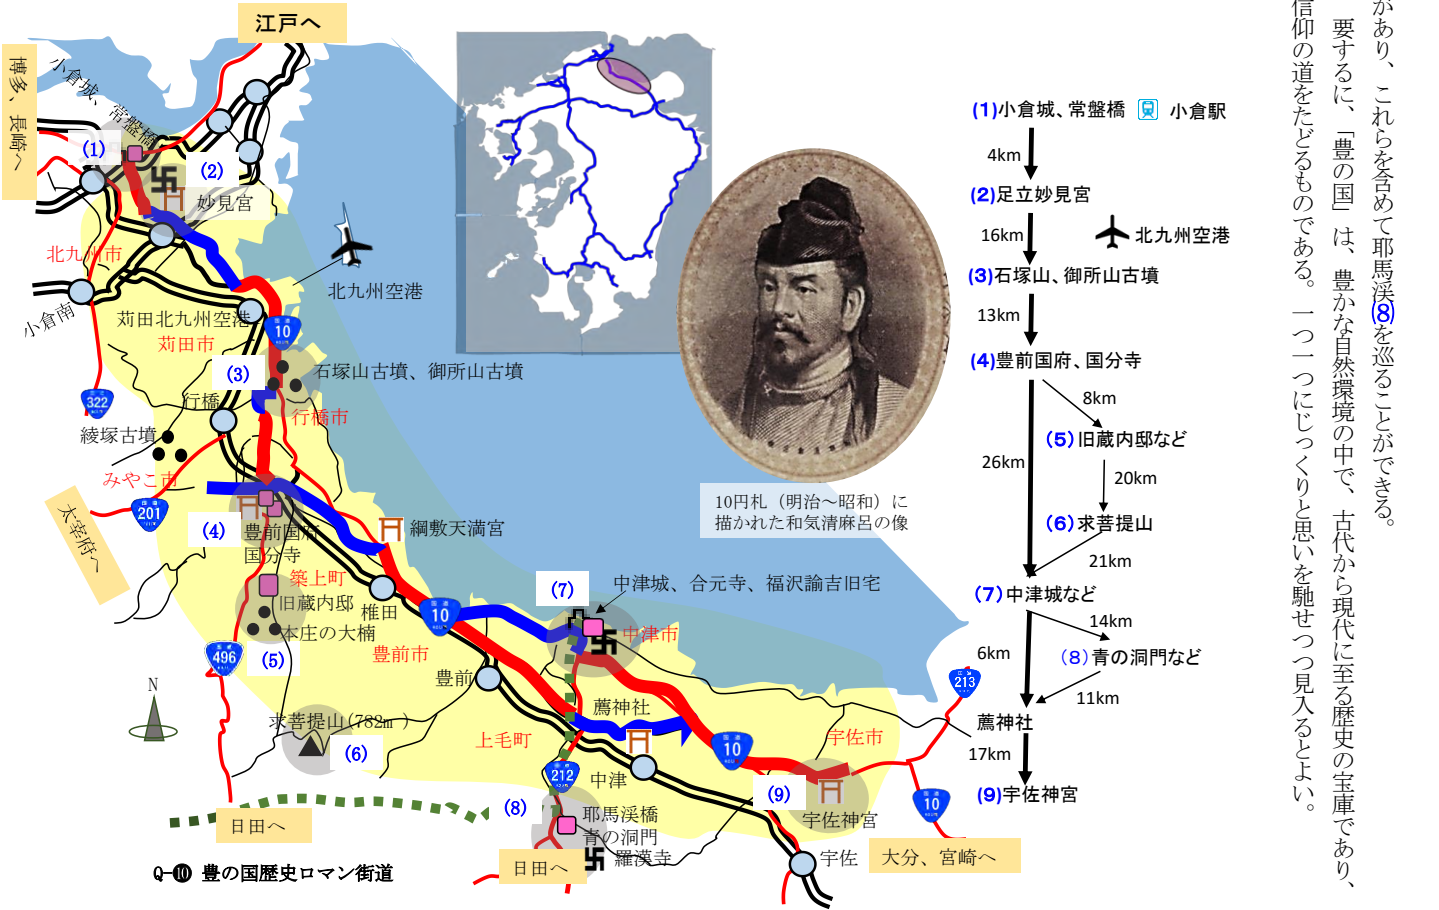 があり、これらを含めて耶馬渓(8)を巡ることができる。
要するに、「豊の国」は、豊かな自然環境の中で、古代から現代に至る歴史の宝庫であり、
信仰の道をたどるものである。一つ一つにじっくりと思いを馳せつつ見入るとよい。
江戸へ
博多、長崎へ
小倉城、常盤橋
(1)
(2)
妙見宮
北九州市
北九州空港
小倉南
苅田北九州空港
苅田市
10
(3)
石塚山古墳、御所山古墳
322
行橋
行橋市
綾塚古墳
みやこ市
201
太宰府へ
(4)
豊前国府
国分寺
綱敷天満宮
築上町
旧蔵内邸
椎田
本庄の大楠
(5)
496
豊前市
10
豊前
(7)
中津城、合元寺、福沢諭吉旧宅
中津市
N
求菩提山(782m )
(6)
薦神社
上毛町
10
宇佐市
213
212
中津
(8)
(9)
耶馬渓橋
青の洞門
羅漢寺
宇佐神宮
10
日田へ
日田へ
宇佐
大分、宮崎へ
Q-❿ 豊の国歴史ロマン街道
10円札（明治～昭和）に
描かれた和気清麻呂の像
(1)小倉城、常盤橋 小倉駅
4km
(2)足立妙見宮
16km
北九州空港
(3)石塚山、御所山古墳
13km
(4)豊前国府、国分寺
8km
(5)旧蔵内邸など
26km
20km
(6)求菩提山
21km
(7)中津城など
14km
6km
(8)青の洞門など
11km
薦神社
17km
(9)宇佐神宮